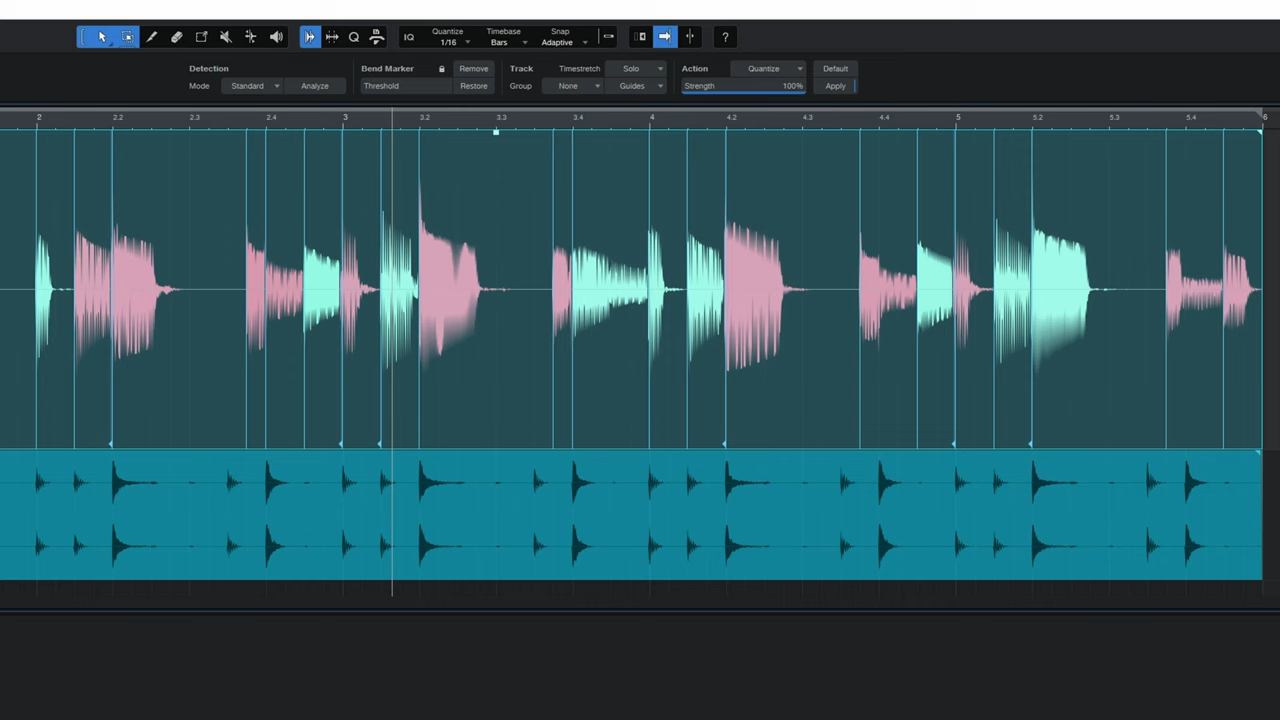 IQ Quantize 1/16 Timebase Bars Snap Adaptive ?
Detection Bend Marker Remove Track Timestretch Solo Action Quantize Default
Mode Standard Analyze Threshold Restore Group None Guides Strength 100% Apply
2 2.2 2.3 2.4 3 3.2 3.3 3.4 4 4.2 4.3 4.4 5 5.2 5.3 5.4 6